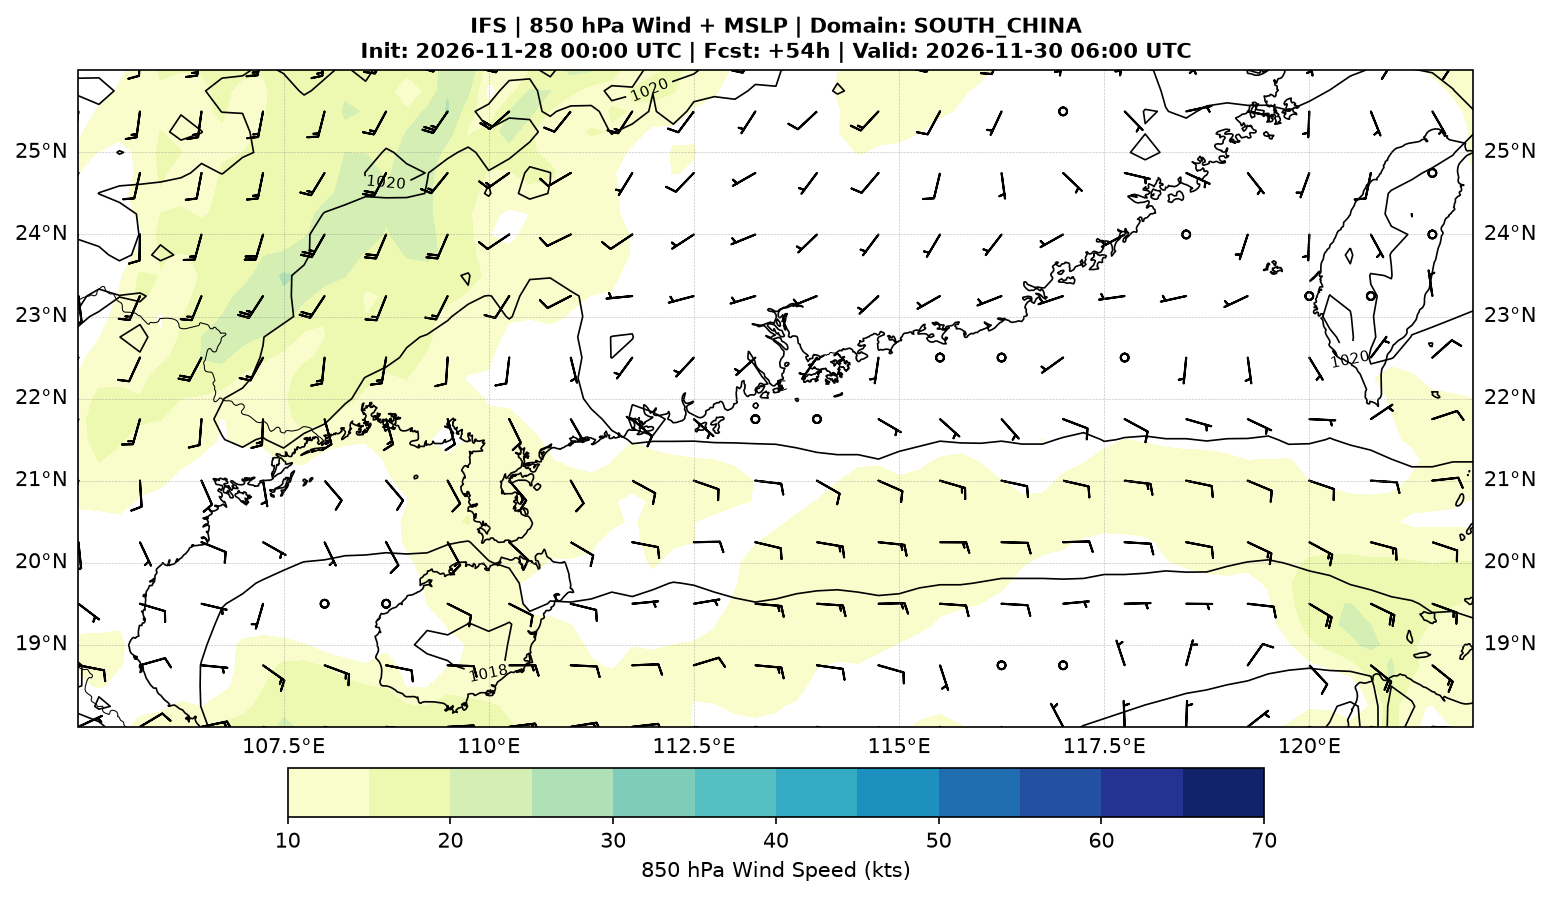 IFS | 850 hPa Wind + MSLP | Domain: SOUTH_CHINA
Init: 2026-11-28 00:00 UTC | Fcst: +54h | Valid: 2026-11-30 06:00 UTC
1020
25°N 25°N
1020
24°N 24°N
23°N 23°N
1020
22°N 22°N
21°N 21°N
20°N 20°N
19°N 19°N
1018
107.5°E 110°E 112.5°E 115°E 117.5°E 120°E
10 20 30 40 50 60 70
850 hPa Wind Speed (kts)